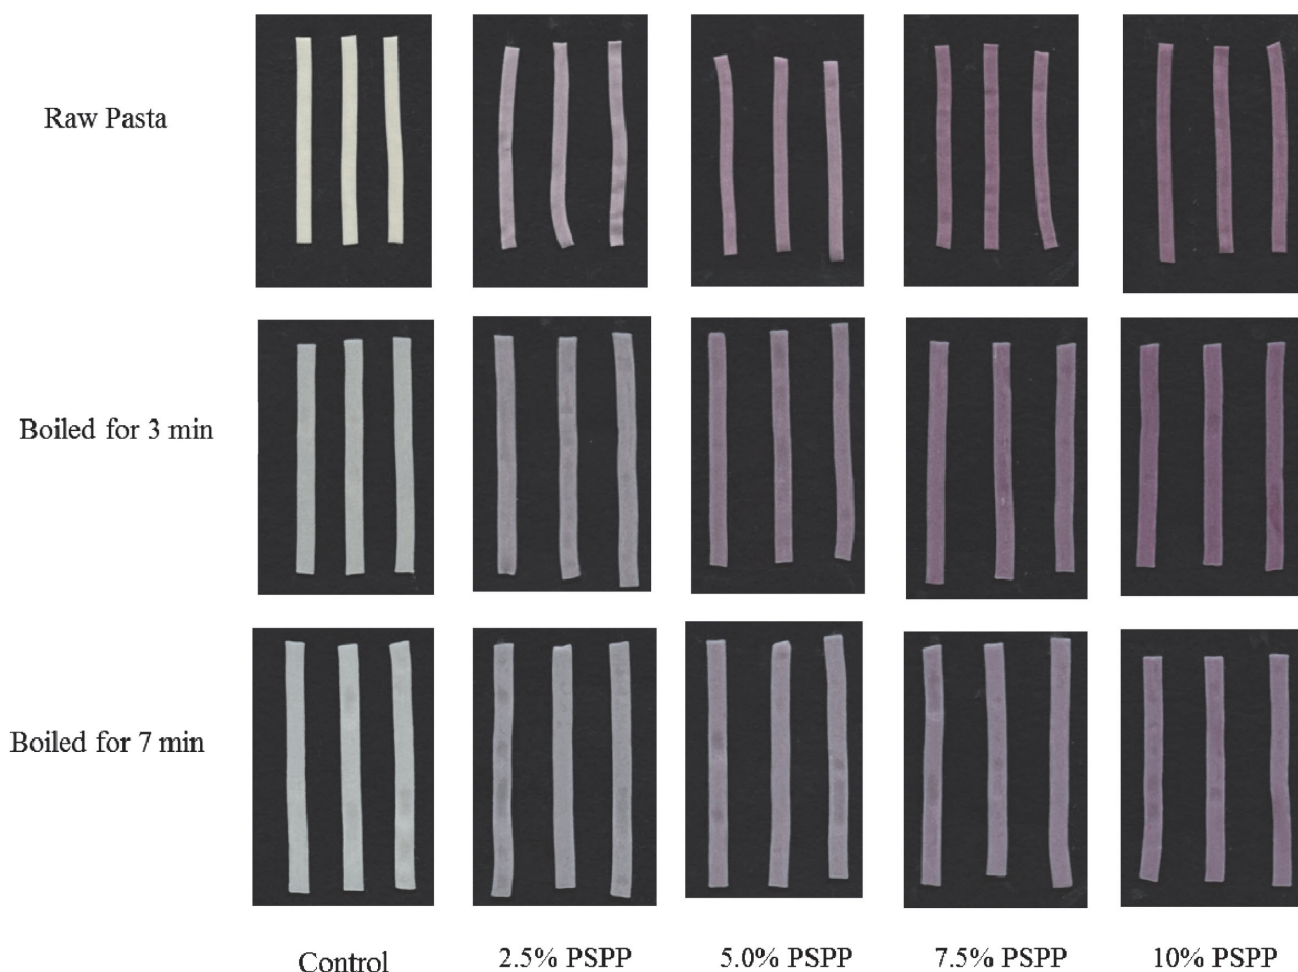 Raw Pasta
Boiled for 3 min
Boiled for 7 min
Control
2.5% PSPP
5.0% PSPP
7.5% PSPP
10% PSPP